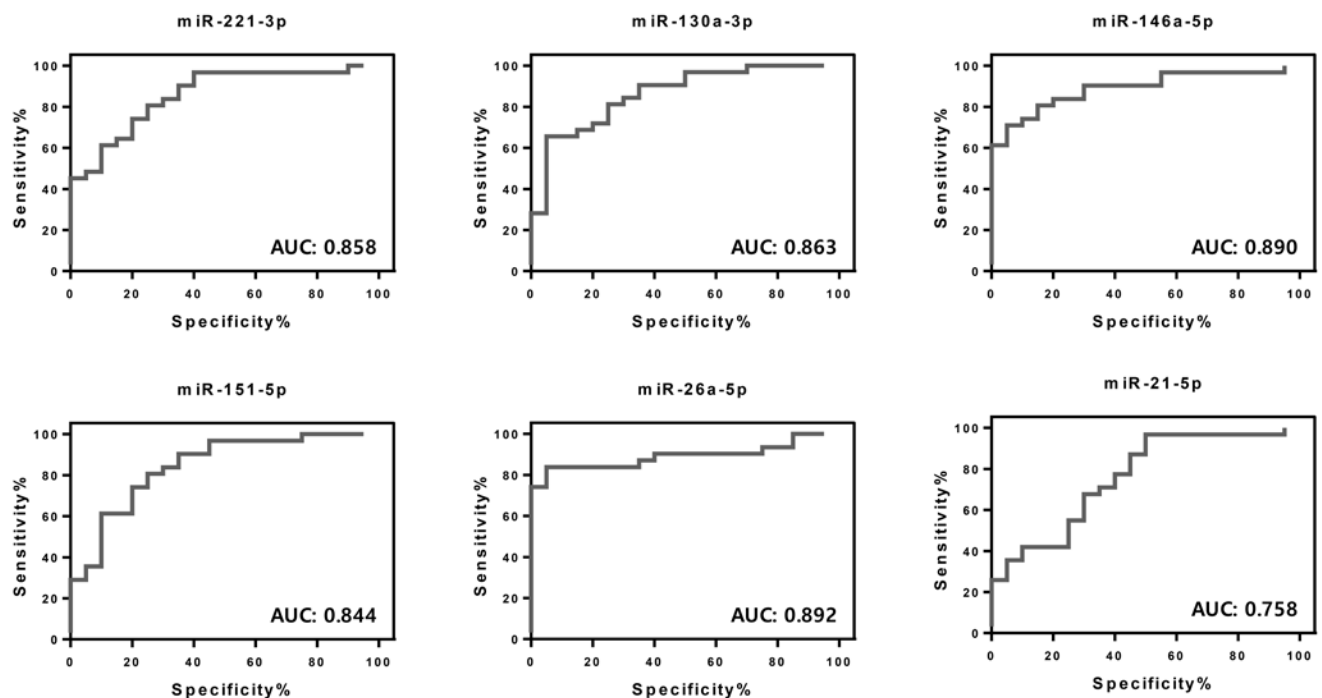 miR-221-3p
100
80
60
40
20
0
Sensitivity%
AUC: 0.858
0 20 40 60 80 100
Specificity%
miR-130a-3p
100
80
60
40
20
0
Sensitivity%
AUC: 0.863
0 20 40 60 80 100
Specificity%
miR-146a-5p
100
80
60
40
20
0
Sensitivity%
AUC: 0.890
0 20 40 60 80 100
Specificity%
miR-151-5p
100
80
60
40
20
0
Sensitivity%
AUC: 0.844
0 20 40 60 80 100
Specificity%
miR-26a-5p
100
80
60
40
20
0
Sensitivity%
AUC: 0.892
0 20 40 60 80 100
Specificity%
miR-21-5p
100
80
60
40
20
0
Sensitivity%
AUC: 0.758
0 20 40 60 80 100
Specificity%